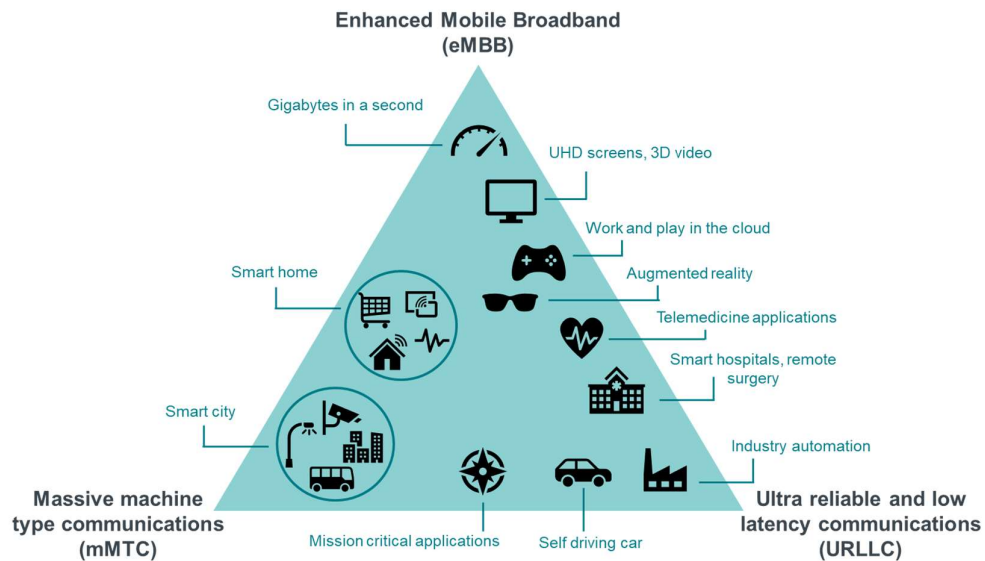 Enhanced Mobile Broadband
(eMBB)
Gigabytes in a second
UHD screens, 3D video
Work and play in the cloud
Smart home
Augmented reality
Telemedicine applications
Smart hospitals, remote
surgery
Smart city
Industry automation
Massive machine
type communications
(mMTC)
Ultra reliable and low
latency communications
(URLLC)
Mission critical applications
Self driving car